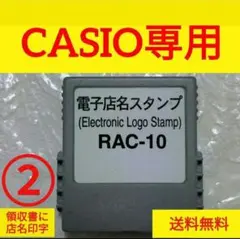 CASIO専用
電子店名スタンプ
(Electronic Logo Stamp)
RAC-10
②
領収書に
店名印字
送料無料